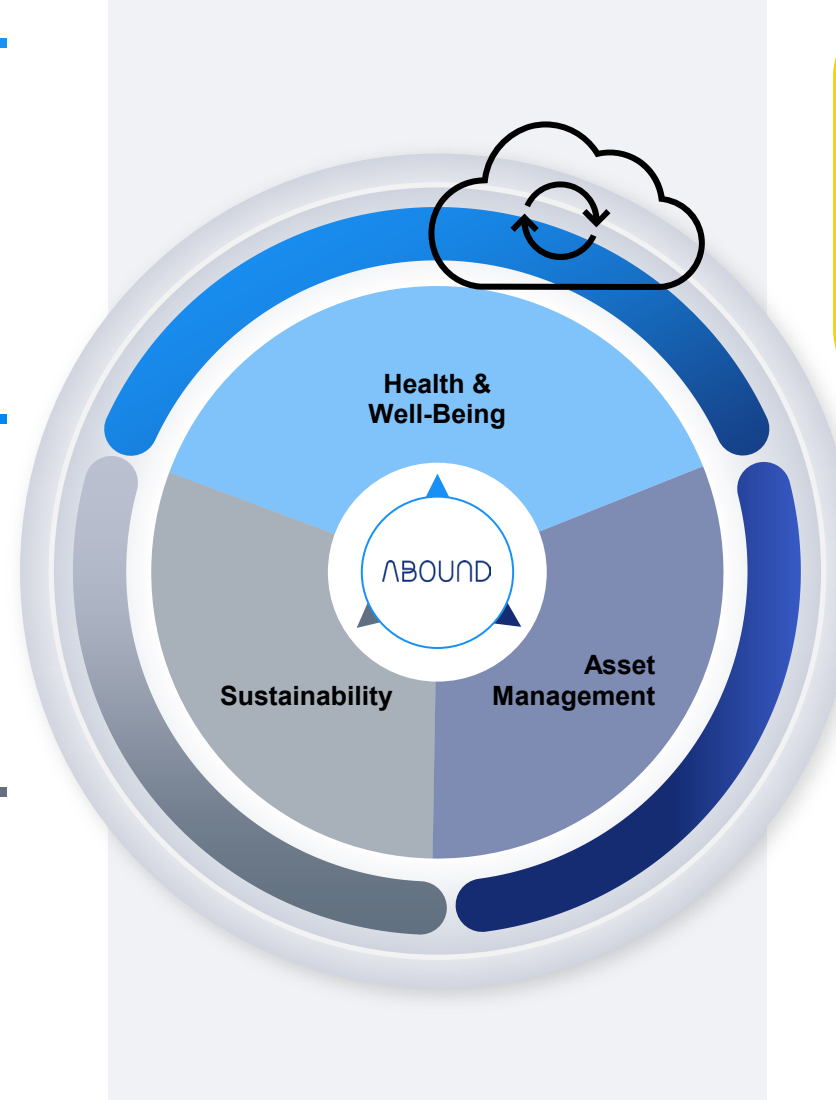 Health &
Well-Being
ABOUND
Asset
Management
Sustainability